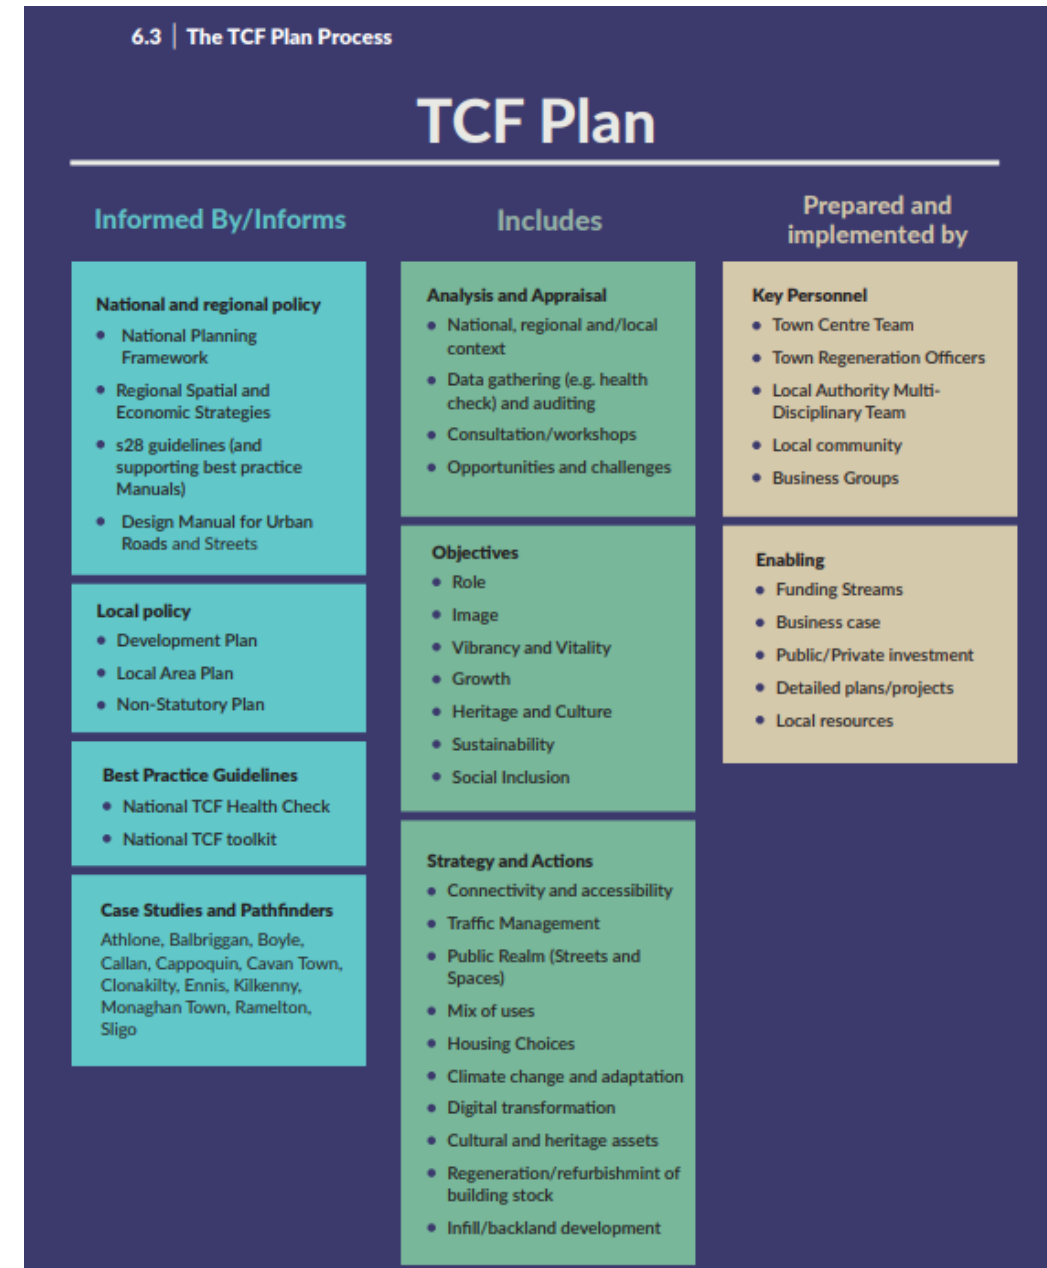 6.3 | The TCF Plan Process
TCF Plan
Informed By/Informs
National and regional policy
• National Planning
Framework
• Regional Spatial and
Economic Strategies
• s28 guidelines (and
supporting best practice
Manuals)
• Design Manual for Urban
Roads and Streets
Local policy
• Development Plan
• Local Area Plan
• Non-Statutory Plan
Best Practice Guidelines
• National TCF Health Check
• National TCF toolkit
Case Studies and Pathfinders
Athlone, Balbriggan, Boyle,
Callan, Cappoquin, Cavan Town,
Clonakilty, Ennis, Kilkenny,
Monaghan Town, Ramelton,
Sligo
Includes
Analysis and Appraisal
• National, regional and/local
context
• Data gathering (e.g. health
check) and auditing
• Consultation/workshops
• Opportunities and challenges
Objectives
• Role
• Image
• Vibrancy and Vitality
• Growth
• Heritage and Culture
• Sustainability
• Social Inclusion
Strategy and Actions
• Connectivity and accessibility
• Traffic Management
• Public Realm (Streets and
Spaces)
• Mix of uses
• Housing Choices
• Climate change and adaptation
• Digital transformation
• Cultural and heritage assets
• Regeneration/refurbishmint of
building stock
• Infill/backland development
Prepared and
implemented by
Key Personnel
• Town Centre Team
• Town Regeneration Officers
• Local Authority Multi-
Disciplinary Team
• Local community
• Business Groups
Enabling
• Funding Streams
• Business case
• Public/Private investment
• Detailed plans/projects
• Local resources